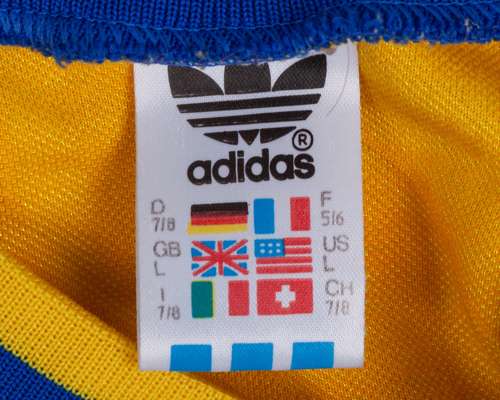 ®
adidas
D F
7/8 5/6
GB US
L L
I CH
7/8 7/8